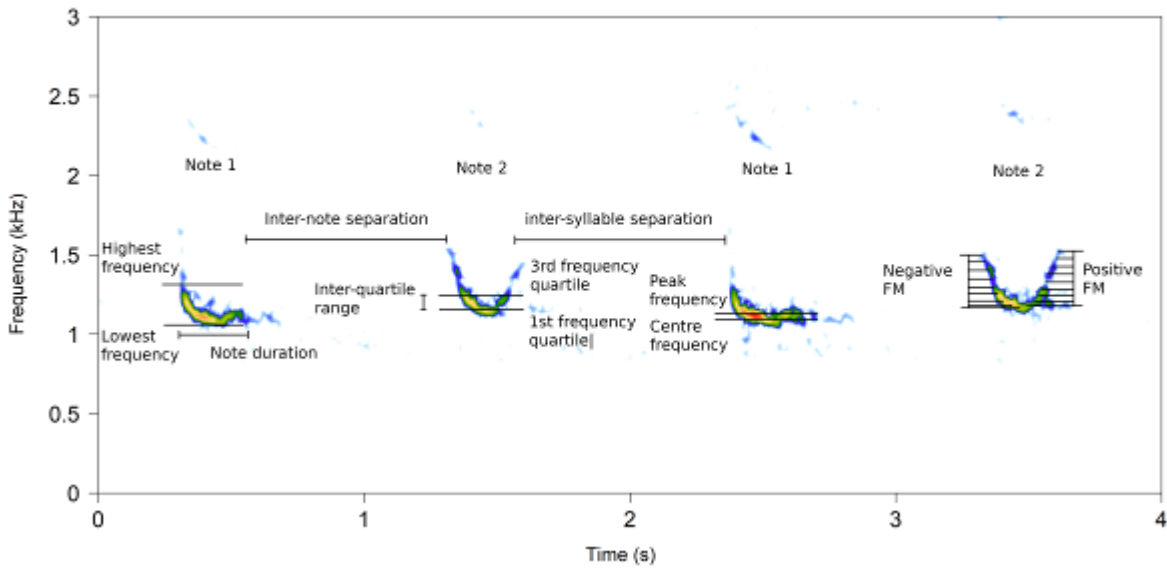 3
2.5
2
1.5
1
0.5
0
Frequency (kHz)
0
1
2
3
4
Time (s)
Note 1
Note 2
Note 1
Note 2
Inter-note separation
inter-syllable separation
Highest
frequency
Lowest
frequency
Note duration
Inter-quartile
range
3rd frequency
quartile
1st frequency
quartile|
Peak
frequency
Centre
frequency
Negative
FM
Positive
FM